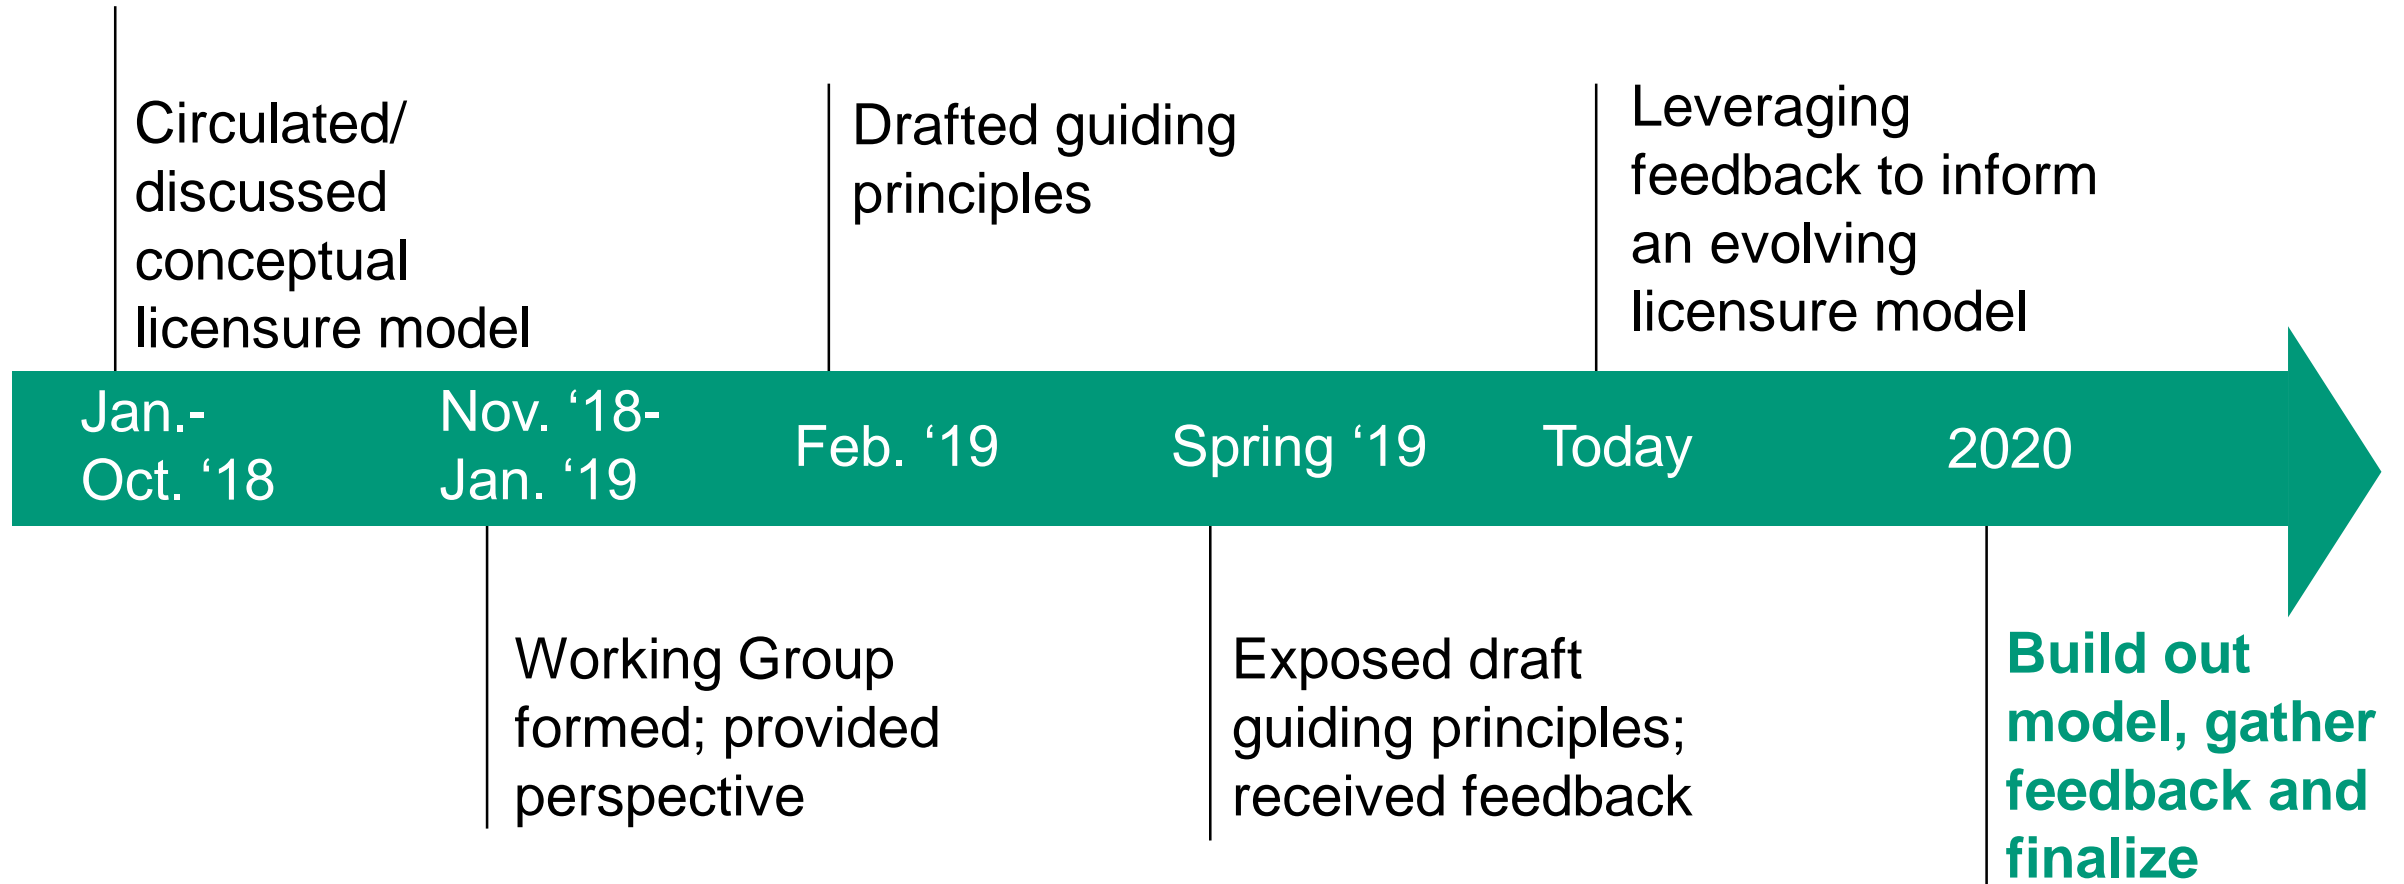 Circulated/
discussed
conceptual
licensure model
Drafted guiding
principles
Leveraging
feedback to inform
an evolving
licensure model
Jan.-
Oct. ‘18
Nov. ‘18-
Jan. ‘19
Feb. ‘19
Spring ‘19
Today
2020
Working Group
formed; provided
perspective
Exposed draft
guiding principles;
received feedback
Build out
model, gather
feedback and
finalize